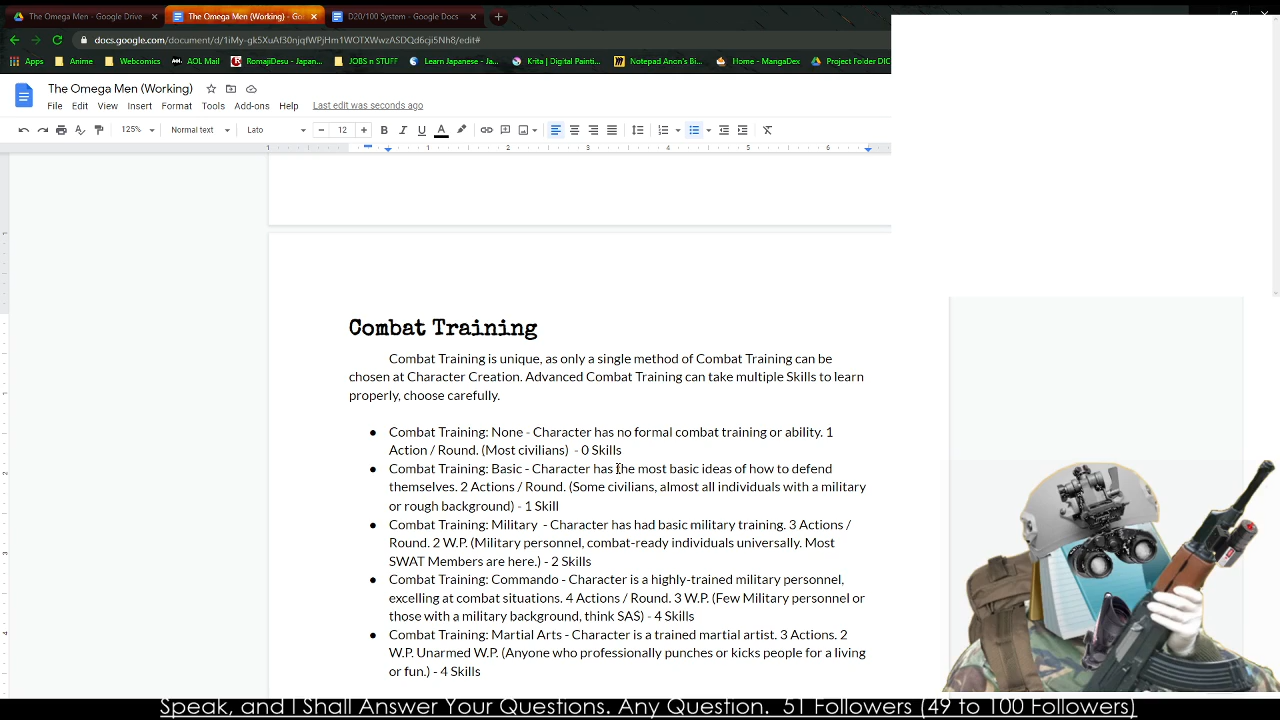 The Omega Men - Google Drive
The Omega Men (Working) - Goo
D20/100 System - Google Docs
Apps
Anime
Webcomics
AOL Mail
RomajiDesu - Japan...
JOBS n STUFF
Learn Japanese - Ja...
Krita | Digital Painti...
Notepad Anon's Bi...
Home - MangaDex
Project Folder DIC
The Omega Men (Working)
File Edit View Insert Format Tools Add-ons Help Last edit was seconds ago
125% Normal text Lato 12
1 1 2 3 4 5 6
Combat Training
Combat Training is unique, as only a single method of Combat Training can be
chosen at Character Creation. Advanced Combat Training can take multiple Skills to learn
properly, choose carefully.
● Combat Training: None - Character has no formal combat training or ability. 1
Action / Round. (Most civilians) - 0 Skills
● Combat Training: Basic - Character has the most basic ideas of how to defend
themselves. 2 Actions / Round. (Some civilians, almost all individuals with a military
or rough background) - 1 Skill
● Combat Training: Military - Character has had basic military training. 3 Actions /
Round. 2 W.P. (Military personnel, combat-ready individuals universally. Most
SWAT Members are here.) - 2 Skills
● Combat Training: Commando - Character is a highly-trained military personnel,
excelling at combat situations. 4 Actions / Round. 3 W.P. (Few Military personnel or
those with a military background, think SAS) - 4 Skills
● Combat Training: Martial Arts - Character is a trained martial artist. 3 Actions. 2
W.P. Unarmed W.P. (Anyone who professionally punches or kicks people for a living
or fun.) - 4 Skills
Speak, and I Shall Answer Your Questions. Any Question. 51 Followers (49 to 100 Followers)